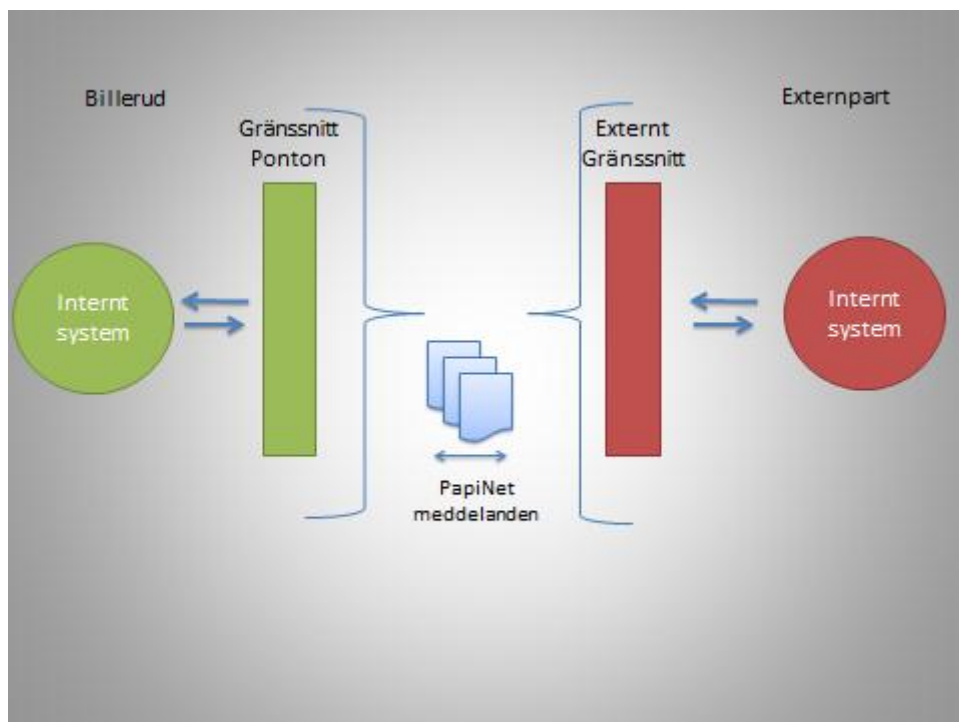 Billerud
Externpart
Gränssnitt
Ponton
Externt
Gränssnitt
Internt
system
Internt
system
PapiNet
meddelanden